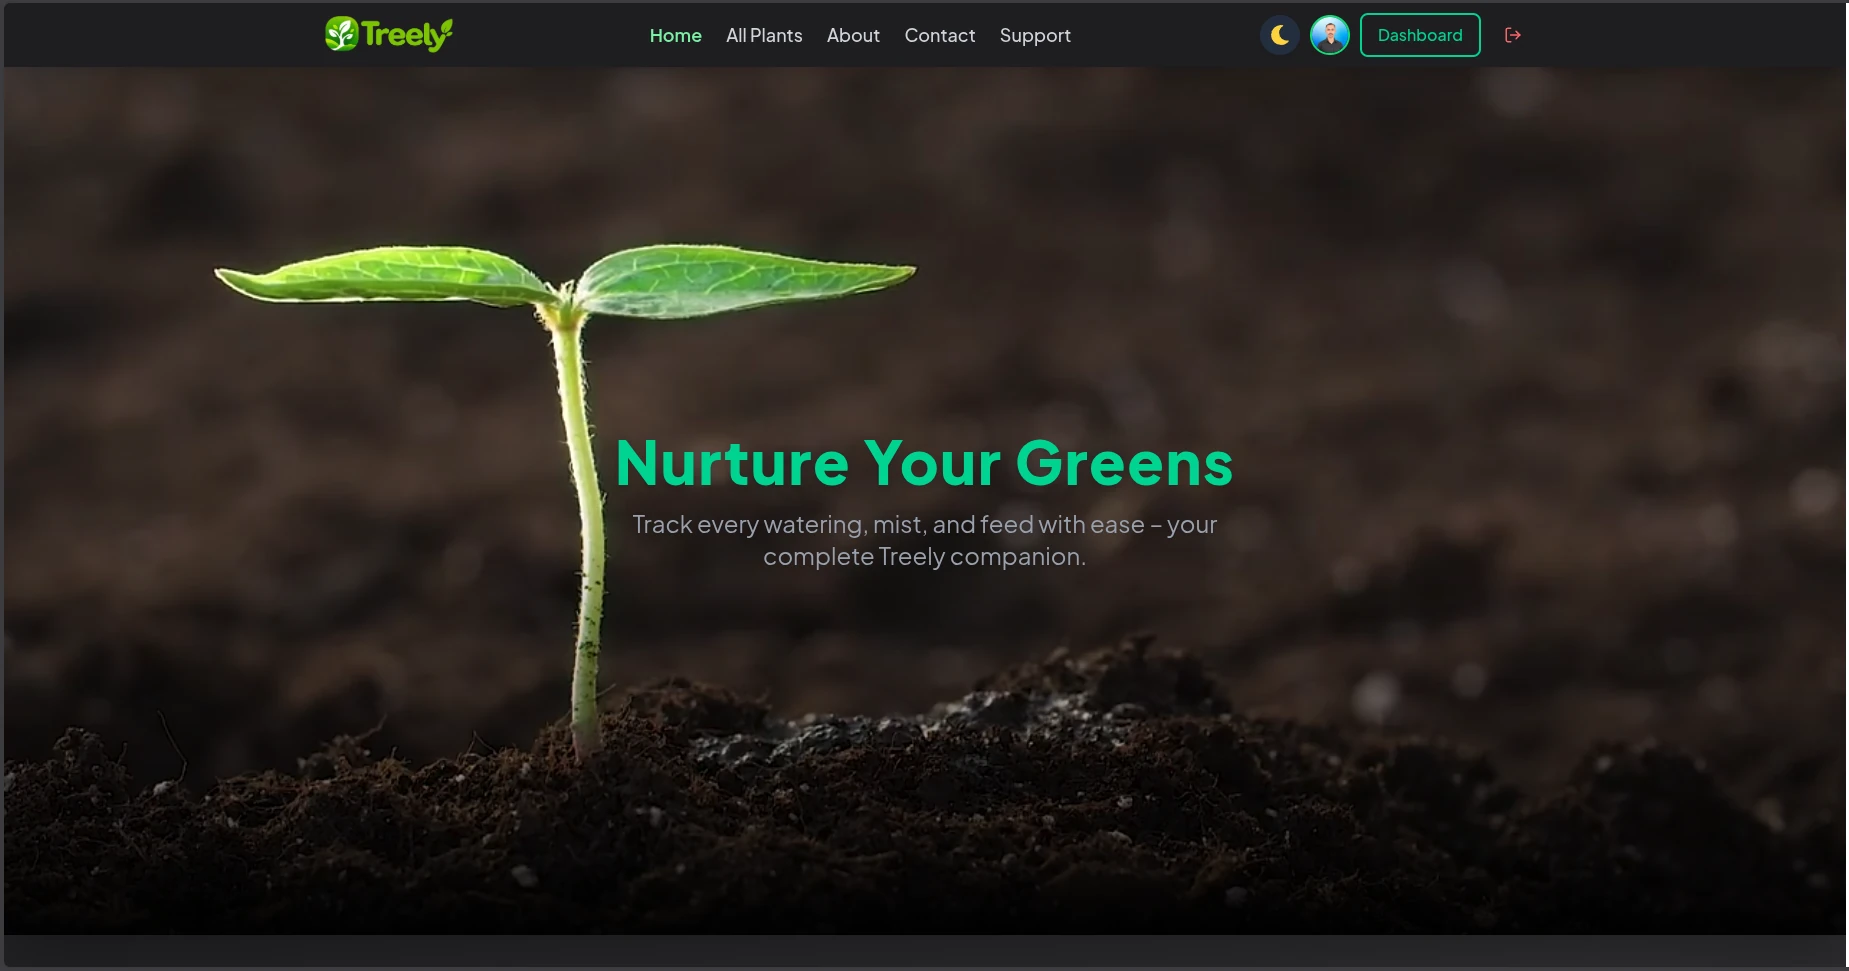 Treely
Home All Plants About Contact Support
Dashboard
Nurture Your Greens
Track every watering, mist, and feed with ease – your
complete Treely companion.